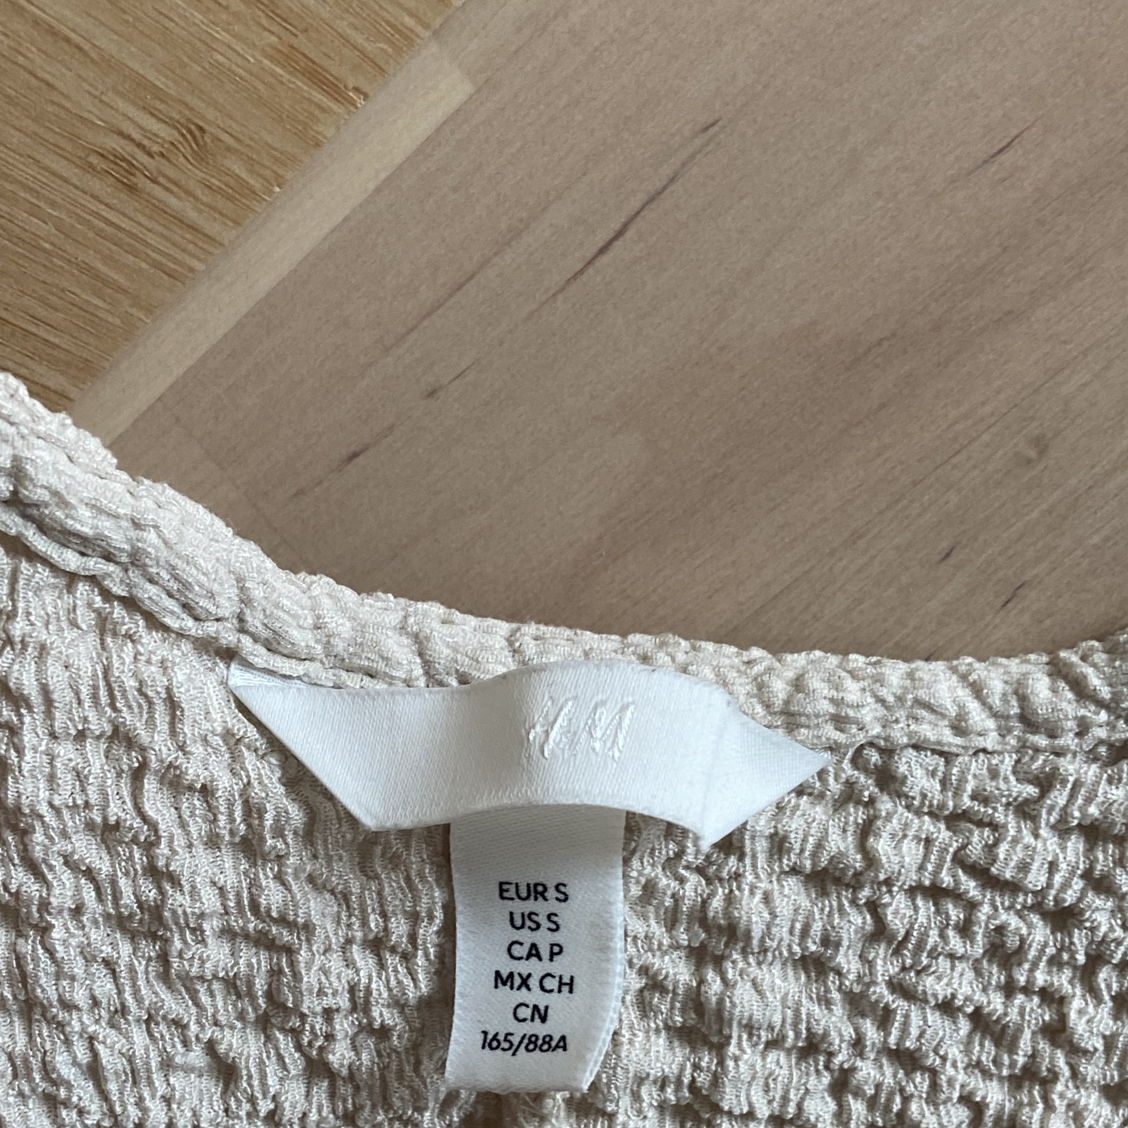 H&M
EUR S
US S
CA P
MX CH
CN
165/88A